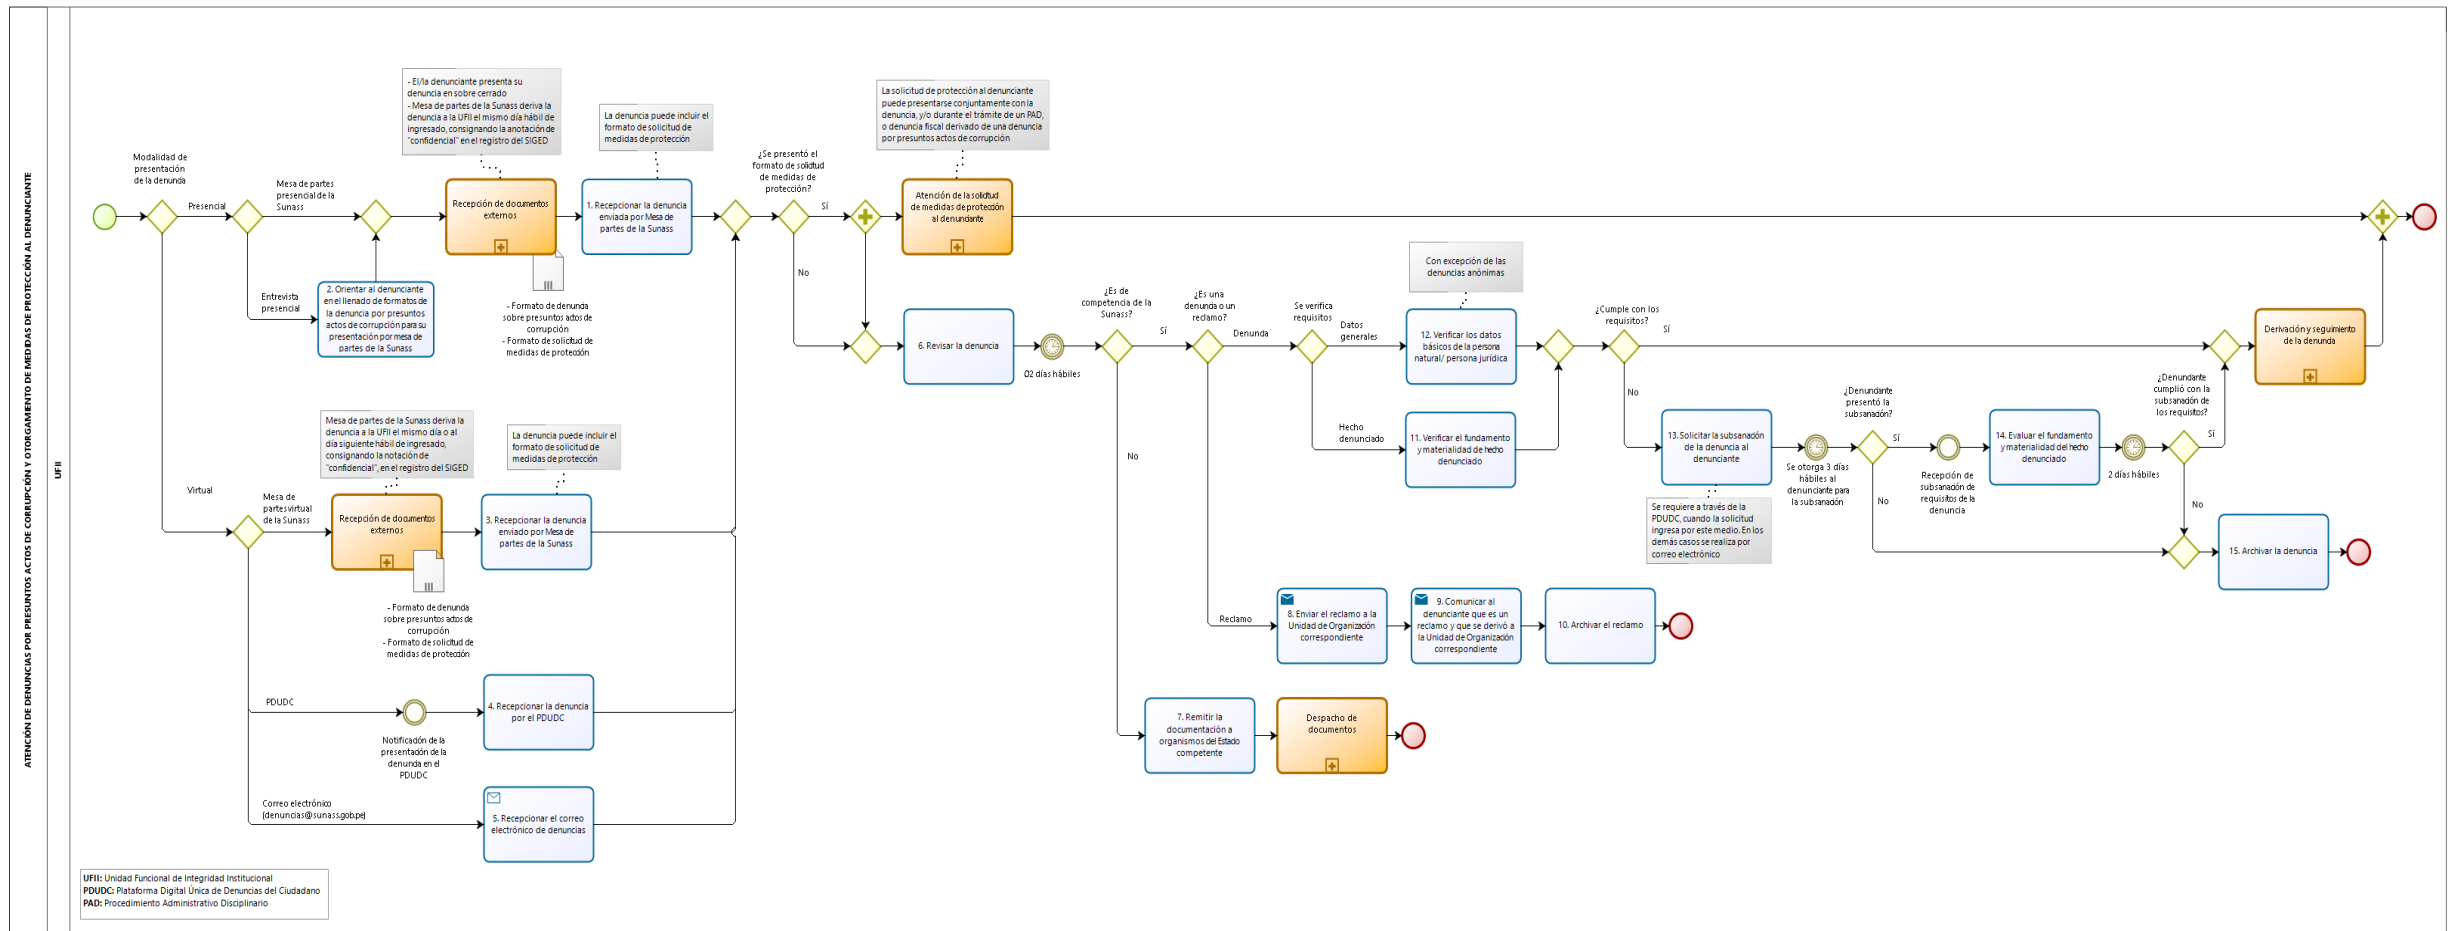 ATENCIÓN DE DENUNCIAS POR PRESUNTOS ACTOS DE CORRUPCIÓN Y OTORGAMIENTO DE MEDIDAS DE PROTECCIÓN AL DENUNCIANTE
UFII
Modalidad de
presentación
de la denuncia
Presencial
Mesa de partes
presencial de la
Sunass
Entrevista
presencial
2. Orientar al denunciante
en el llenado de formatos de
la denuncia por presuntos
actos de corrupción para su
presentación por mesa de
partes de la Sunass
- El/la denunciante presenta su
denuncia en sobre cerrado
- Mesa de partes de la Sunass deriva la
denuncia a la UFII el mismo día hábil de
ingresado, consignando la anotación de
"confidencial" en el registro del SIGED
Recepción de documentos
externos
- Formato de denuncia
sobre presuntos actos de
corrupción
- Formato de solicitud de
medidas de protección
La denuncia puede incluir el
formato de solicitud de
medidas de protección
1. Recepcionar la denuncia
enviada por Mesa de
partes de la Sunass
¿Se presentó el
formato de solicitud
de medidas de
protección?
Sí
No
La solicitud de protección al denunciante
puede presentarse conjuntamente con la
denuncia, y/o durante el trámite de un PAD,
o denuncia fiscal derivado de una denuncia
por presuntos actos de corrupción
Atención de la solicitud
de medidas de protección
al denunciante
6. Revisar la denuncia
02 días hábiles
¿Es de
competencia de la
Sunass?
Sí
No
¿Es una
denuncia o un
reclamo?
Denuncia
Reclamo
Se verifica
requisitos
Datos
generales
Hecho
denunciado
Con excepción de las
denuncias anónimas
12. Verificar los datos
básicos de la persona
natural/ persona jurídica
11. Verificar el fundamento
y materialidad de hecho
denunciado
¿Cumple con los
requisitos?
Sí
No
13. Solicitar la subsanación
de la denuncia al
denunciante
Se requiere a través de la
PDUDC, cuando la solicitud
ingresa por este medio. En los
demás casos se realiza por
correo electrónico
Se otorga 3 días
hábiles al
denunciante para
la subsanación
¿Denunciante
presentó la
subsanación?
Sí
No
Recepción de
subsanación de
requisitos de la
denuncia
14. Evaluar el fundamento
y materialidad del hecho
denunciado
2 días hábiles
¿Denunciante
cumplió con la
subsanación de
los requisitos?
Sí
No
Derivación y seguimiento
de la denuncia
15. Archivar la denuncia
Virtual
Mesa de
partes virtual
de la Sunass
Mesa de partes de la Sunass deriva la
denuncia a la UFII el mismo día o al
día siguiente hábil de ingresado,
consignando la notación de
"confidencial", en el registro del SIGED
Recepción de documentos
externos
- Formato de denuncia
sobre presuntos actos de
corrupción
- Formato de solicitud de
medidas de protección
La denuncia puede incluir el
formato de solicitud de
medidas de protección
3. Recepcionar la denuncia
enviado por Mesa de
partes de la Sunass
PDUDC
Notificación de la
presentación de la
denuncia en el
PDUDC
4. Recepcionar la denuncia
por el PDUDC
Correo electrónico
(denuncias@sunass.gob.pe)
5. Recepcionar el correo
electrónico de denuncias
8. Enviar el reclamo a la
Unidad de Organización
correspondiente
9. Comunicar al
denunciante que es un
reclamo y que se derivó a
la Unidad de Organización
correspondiente
10. Archivar el reclamo
7. Remitir la
documentación a
organismos del Estado
competente
Despacho de
documentos
UFII: Unidad Funcional de Integridad Institucional
PDUDC: Plataforma Digital Única de Denuncias del Ciudadano
PAD: Procedimiento Administrativo Disciplinario